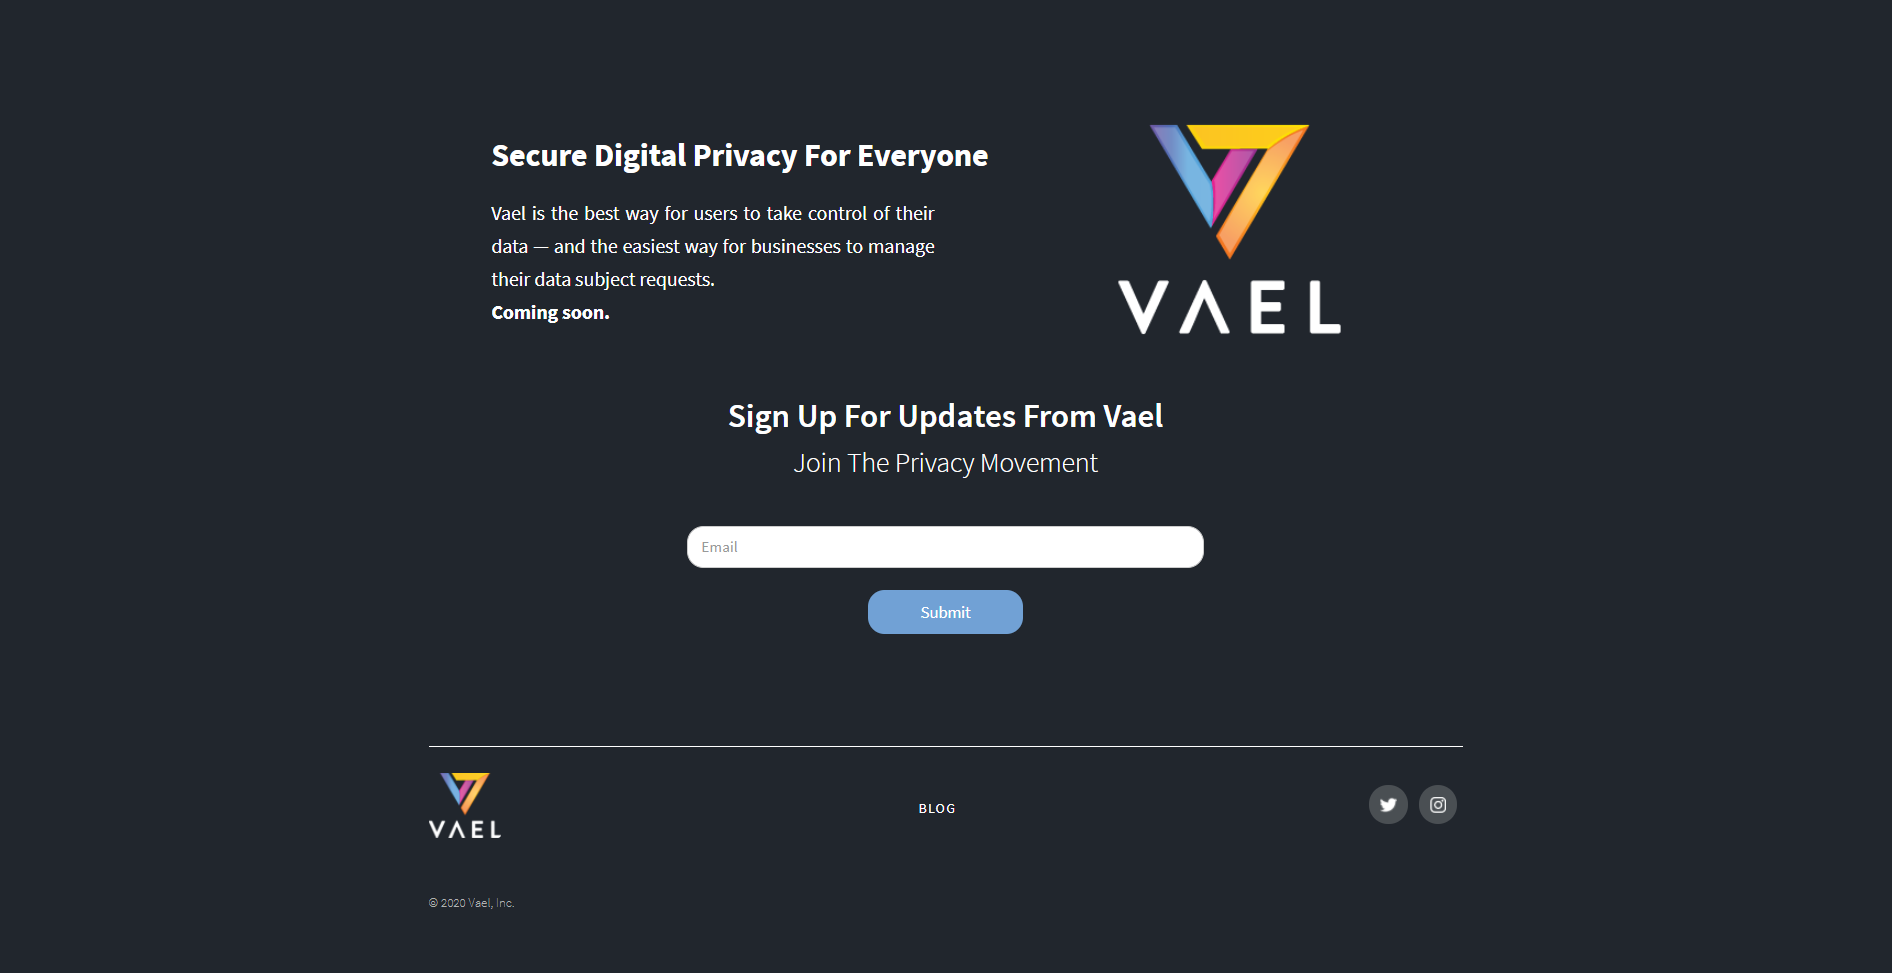 Secure Digital Privacy For Everyone
Vael is the best way for users to take control of their
data — and the easiest way for businesses to manage
their data subject requests.
Coming soon.
VAEL
Sign Up For Updates From Vael
Join The Privacy Movement
Email
Submit
VAEL
BLOG
© 2020 Vael, Inc.